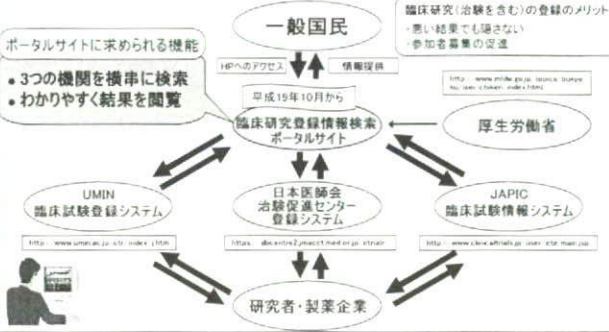 臨床研究(治験を含む)の登録のメリット
・悪い結果でも隠さない
・参加者募集の促進
一般国民
ポータルサイトに求められる機能
● 3つの機関を横串に検索
● わかりやすく結果を閲覧
HPへのアクセス
情報提供
平成19年10月から
臨床研究登録情報検索
ポータルサイト
厚生労働省
UMIN
臨床試験登録システム
日本医師会
治験促進センター
登録システム
JAPIC
臨床試験情報システム
研究者・製薬企業